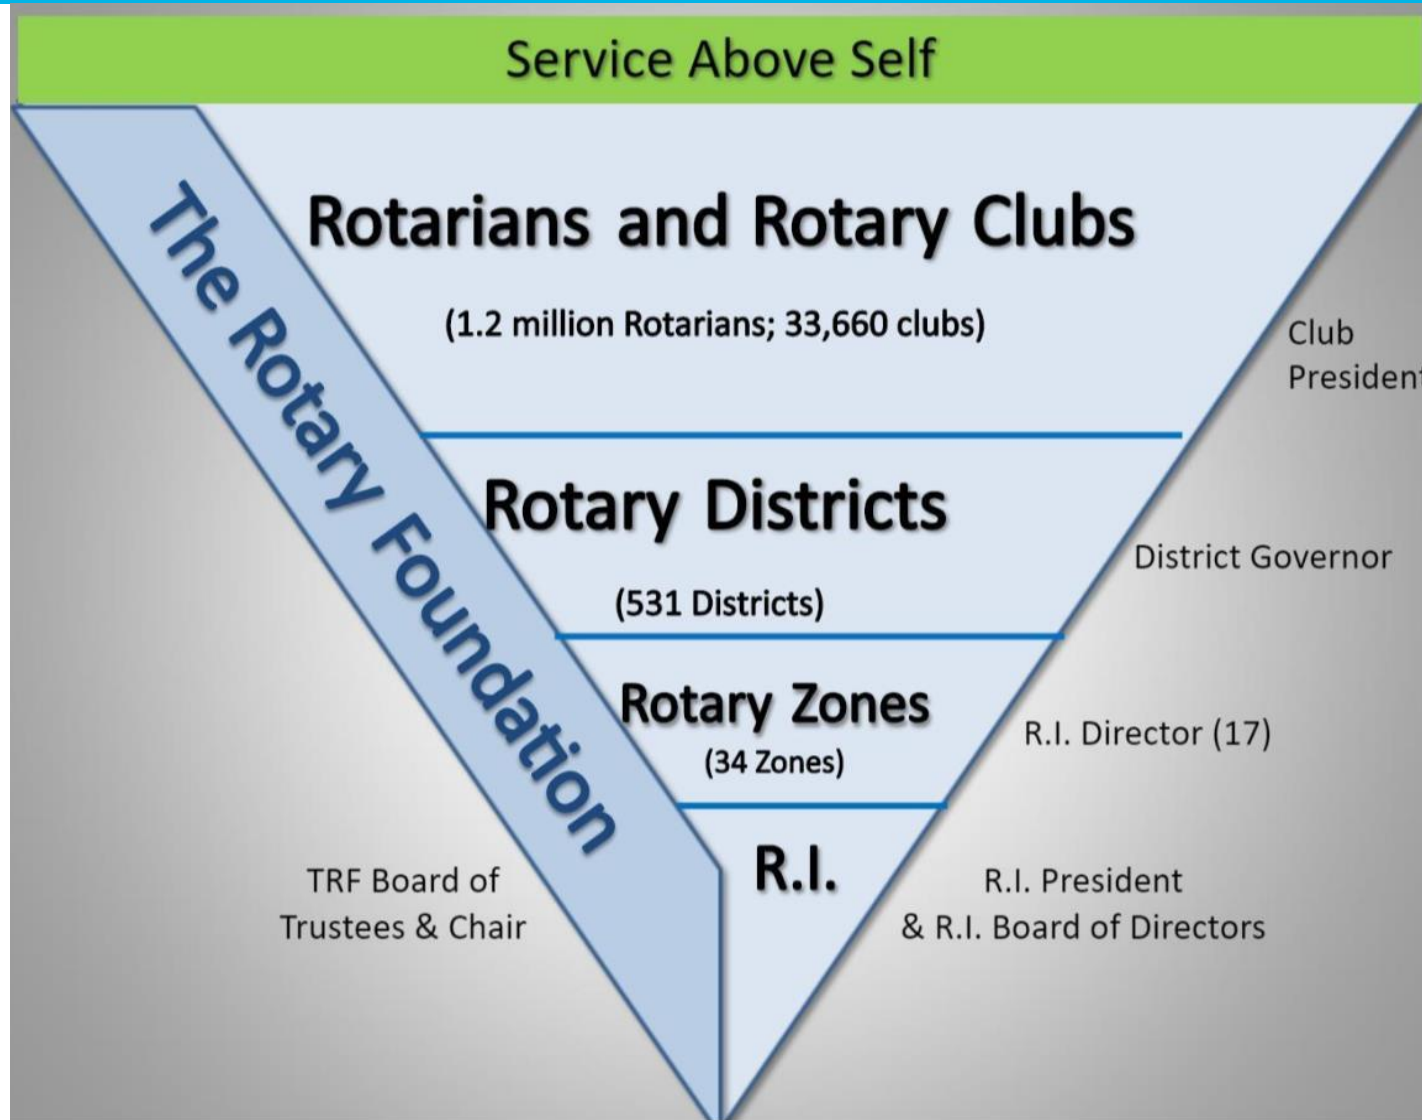 Service Above Self
The Rotary Foundation
Rotarians and Rotary Clubs
(1.2 million Rotarians; 33,660 clubs)
Club
President
Rotary Districts
District Governor
(531 Districts)
Rotary Zones
R.I. Director (17)
(34 Zones)
R.I.
TRF Board of
Trustees & Chair
R.I. President
& R.I. Board of Directors